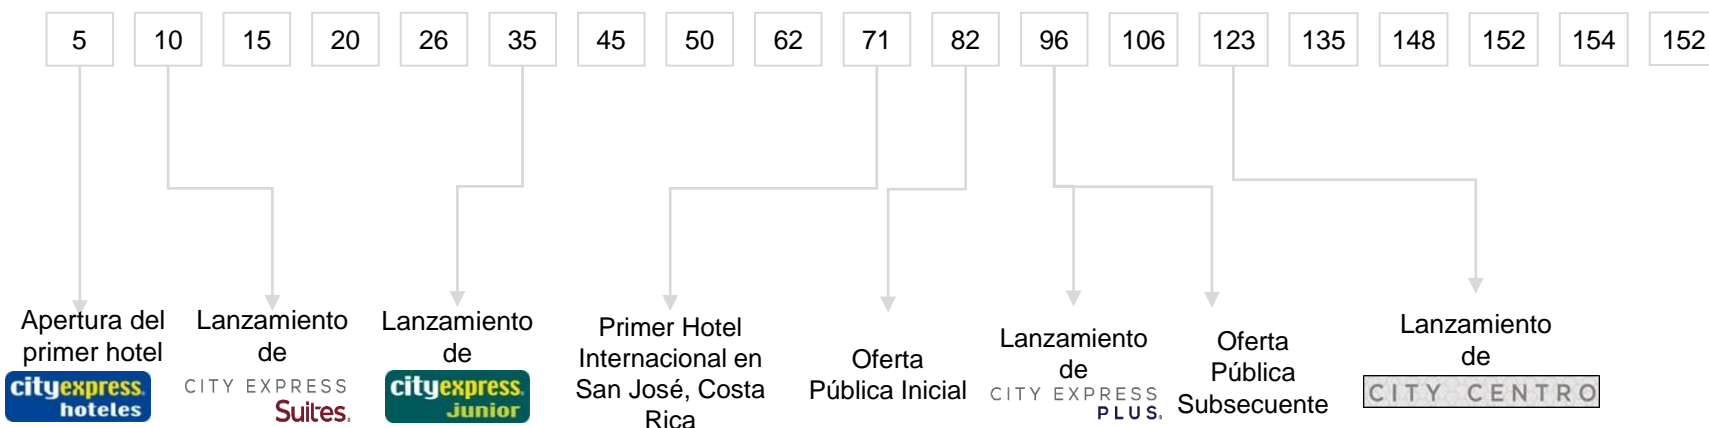 5 10 15 20 26 35 45 50 62 71 82 96 106 123 135 148 152 154 152
Apertura del
primer hotel
cityexpress.
hoteles
Lanzamiento
de
CITY EXPRESS
Suites.
Lanzamiento
de
cityexpress.
Junior
Primer Hotel
Internacional en
San José, Costa
Rica
Oferta
Pública Inicial
Lanzamiento
de
CITY EXPRESS
PLUS.
Oferta
Pública
Subsecuente
Lanzamiento
de
CITY CENTRO